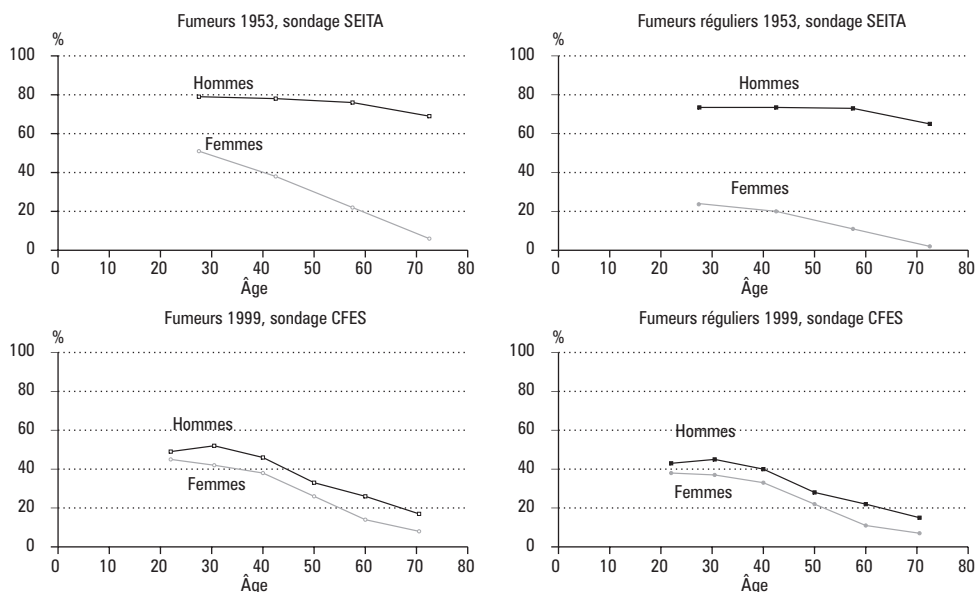 Fumeurs 1953, sondage SEITA
%
100
80
60
40
20
0
Hommes
Femmes
0 10 20 30 40 50 60 70 80
Âge
Fumeurs réguliers 1953, sondage SEITA
%
100
80
60
40
20
0
Hommes
Femmes
0 10 20 30 40 50 60 70 80
Âge
Fumeurs 1999, sondage CFES
%
100
80
60
40
20
0
Hommes
Femmes
0 10 20 30 40 50 60 70 80
Âge
Fumeurs réguliers 1999, sondage CFES
%
100
80
60
40
20
0
Hommes
Femmes
0 10 20 30 40 50 60 70 80
Âge